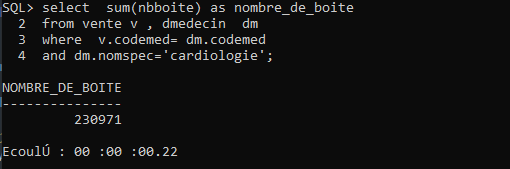 SQL> select  sum(nbboite) as nombre_de_boite
  2  from vente v , dmedecin  dm
  3  where  v.codemed= dm.codemed
  4  and dm.nomspec='cardiologie';
NOMBRE_DE_BOITE
---------------
         230971
EcoulÚ : 00 :00 :00.22